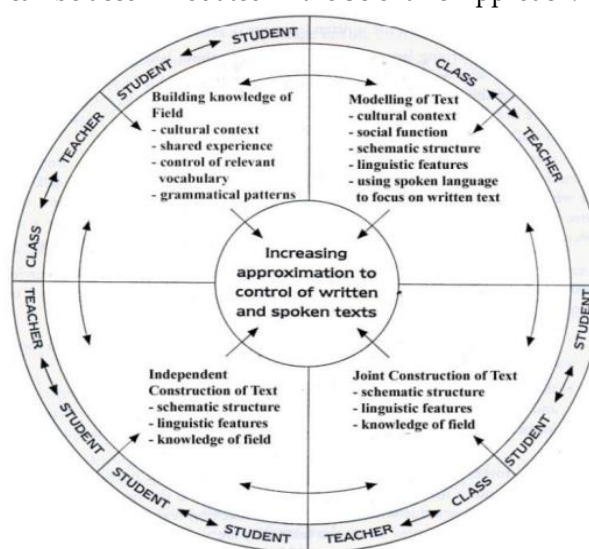 CLASS ↔ TEACHER
STUDENT ↔ STUDENT
Building knowledge of
Field
- cultural context
- shared experience
- control of relevant
vocabulary
- grammatical patterns
CLASS ↔ TEACHER
Modelling of Text
- cultural context
- social function
- schematic structure
- linguistic features
- using spoken language
to focus on written text
Increasing
approximation to
control of written
and spoken texts
Independent
Construction of Text
- schematic structure
- linguistic features
- knowledge of field
TEACHER ↔ STUDENT
STUDENT ↔ STUDENT
Joint Construction of Text
- schematic structure
- linguistic features
- knowledge of field
STUDENT ↔ STUDENT
TEACHER ↔ CLASS